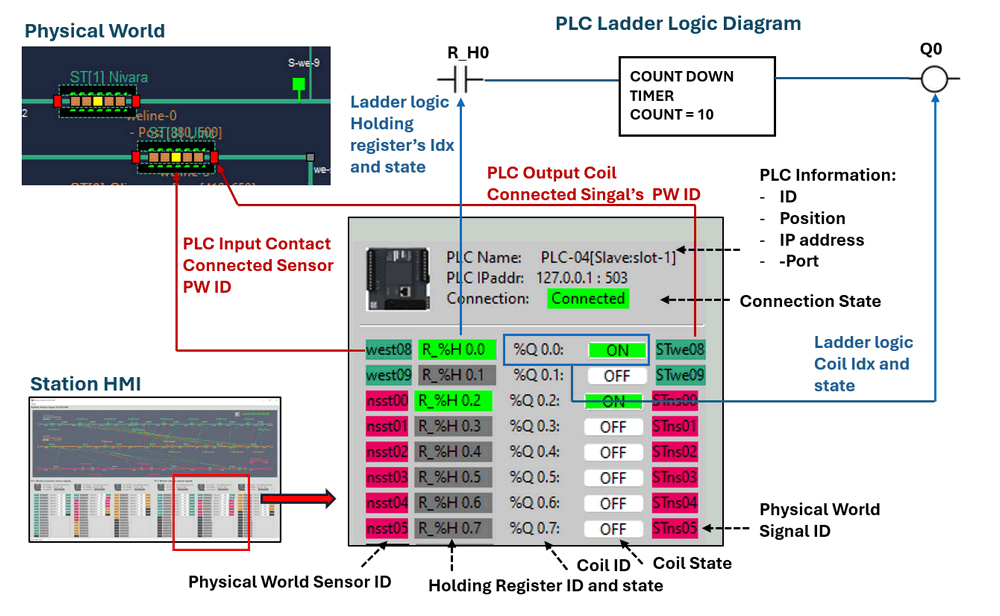 Physical World
PLC Ladder Logic Diagram
S-we-9
ST[1] Nivara
2
weline-0
we-
R_H0
Q0
COUNT DOWN
TIMER
COUNT = 10
Ladder logic
Holding
register's Idx
and state
PLC Output Coil
Connected Singal's PW ID
PLC Information:
- ID
- Position
- IP address
- -Port
PLC Input Contact
Connected Sensor
PW ID
PLC Name: PLC-04[Slave:slot-1]
PLC IPaddr: 127.0.0.1 : 503
Connection: Connected
Connection State
Ladder logic
Coil Idx and
state
west08 R_%H 0.0 %Q 0.0: ON STwe08
west09 R_%H 0.1 %Q 0.1: OFF STwe09
nsst00 R_%H 0.2 %Q 0.2: ON STns00
nsst01 R_%H 0.3 %Q 0.3: OFF STns01
nsst02 R_%H 0.4 %Q 0.4: OFF STns02
nsst03 R_%H 0.5 %Q 0.5: OFF STns03
nsst04 R_%H 0.6 %Q 0.6: OFF STns04
nsst05 R_%H 0.7 %Q 0.7: OFF STns05
Station HMI
Physical World
Signal ID
Physical World Sensor ID
Holding Register ID and state
Coil ID
Coil State